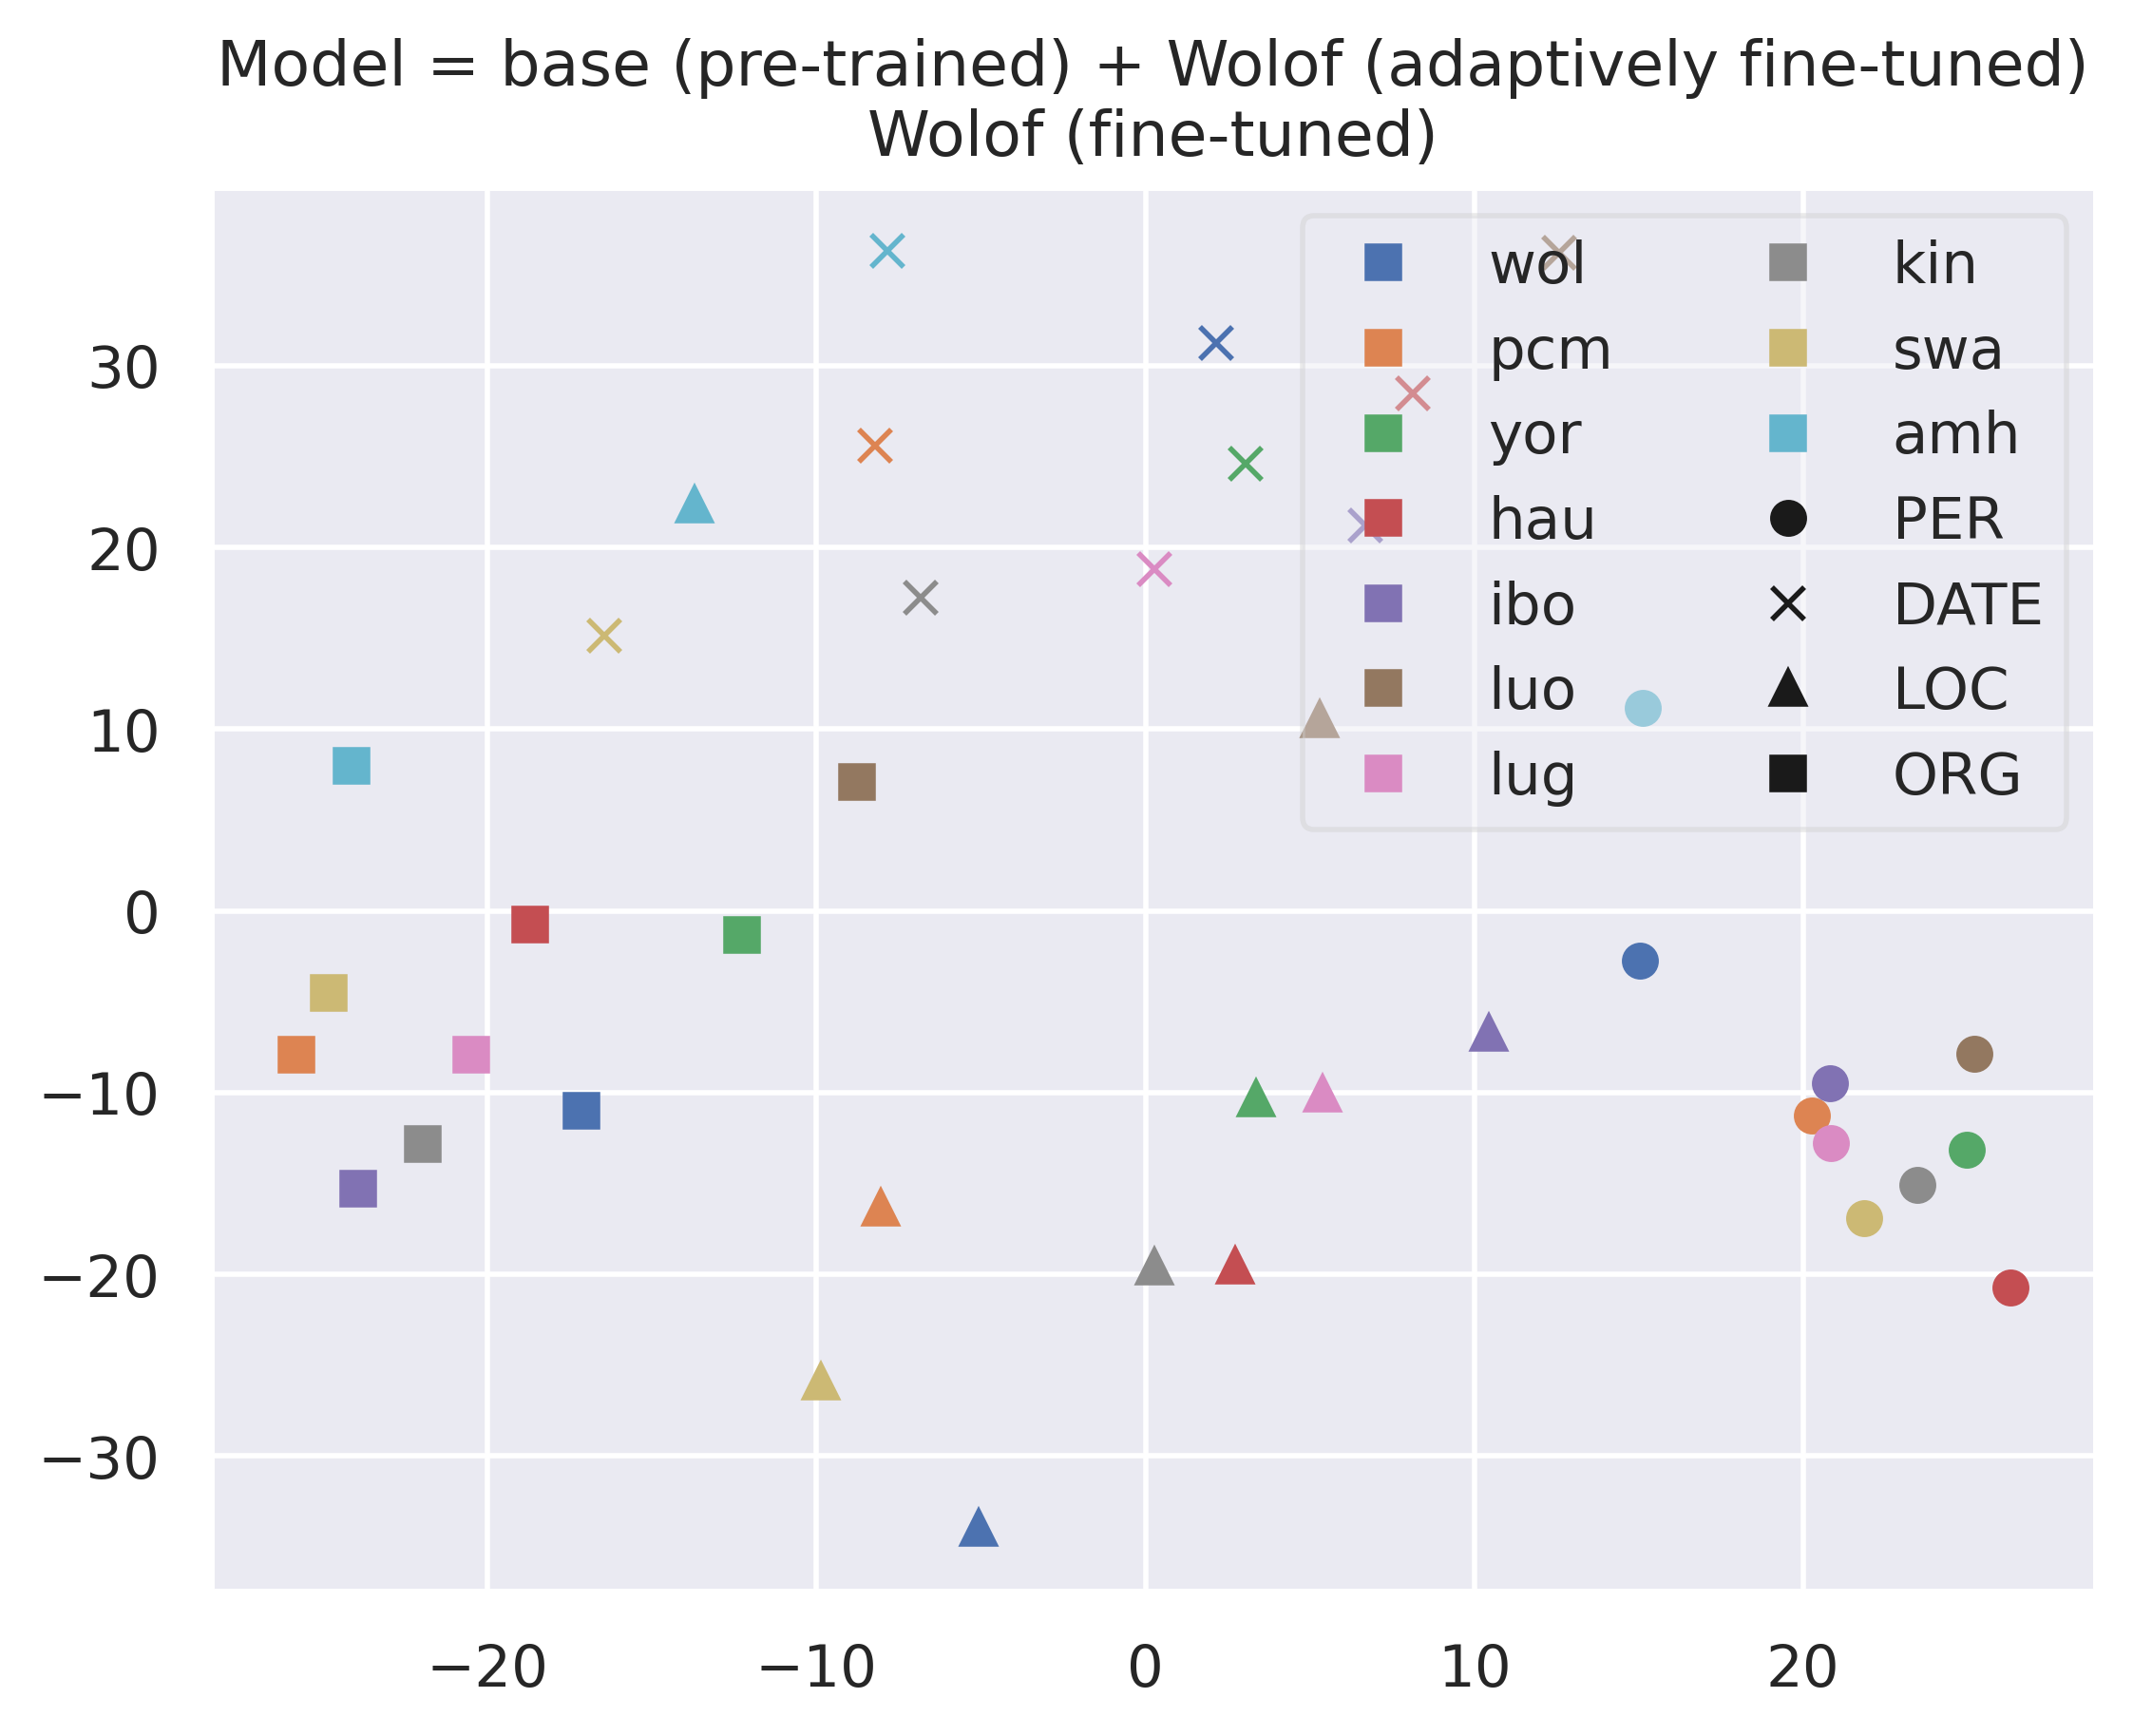 Model = base (pre-trained) + Wolof (adaptively fine-tuned)
Wolof (fine-tuned)
wol
pcm
yor
hau
ibo
luo
lug
kin
swa
amh
PER
DATE
LOC
ORG
30
20
10
0
−10
−20
−30
−20
−10
0
10
20